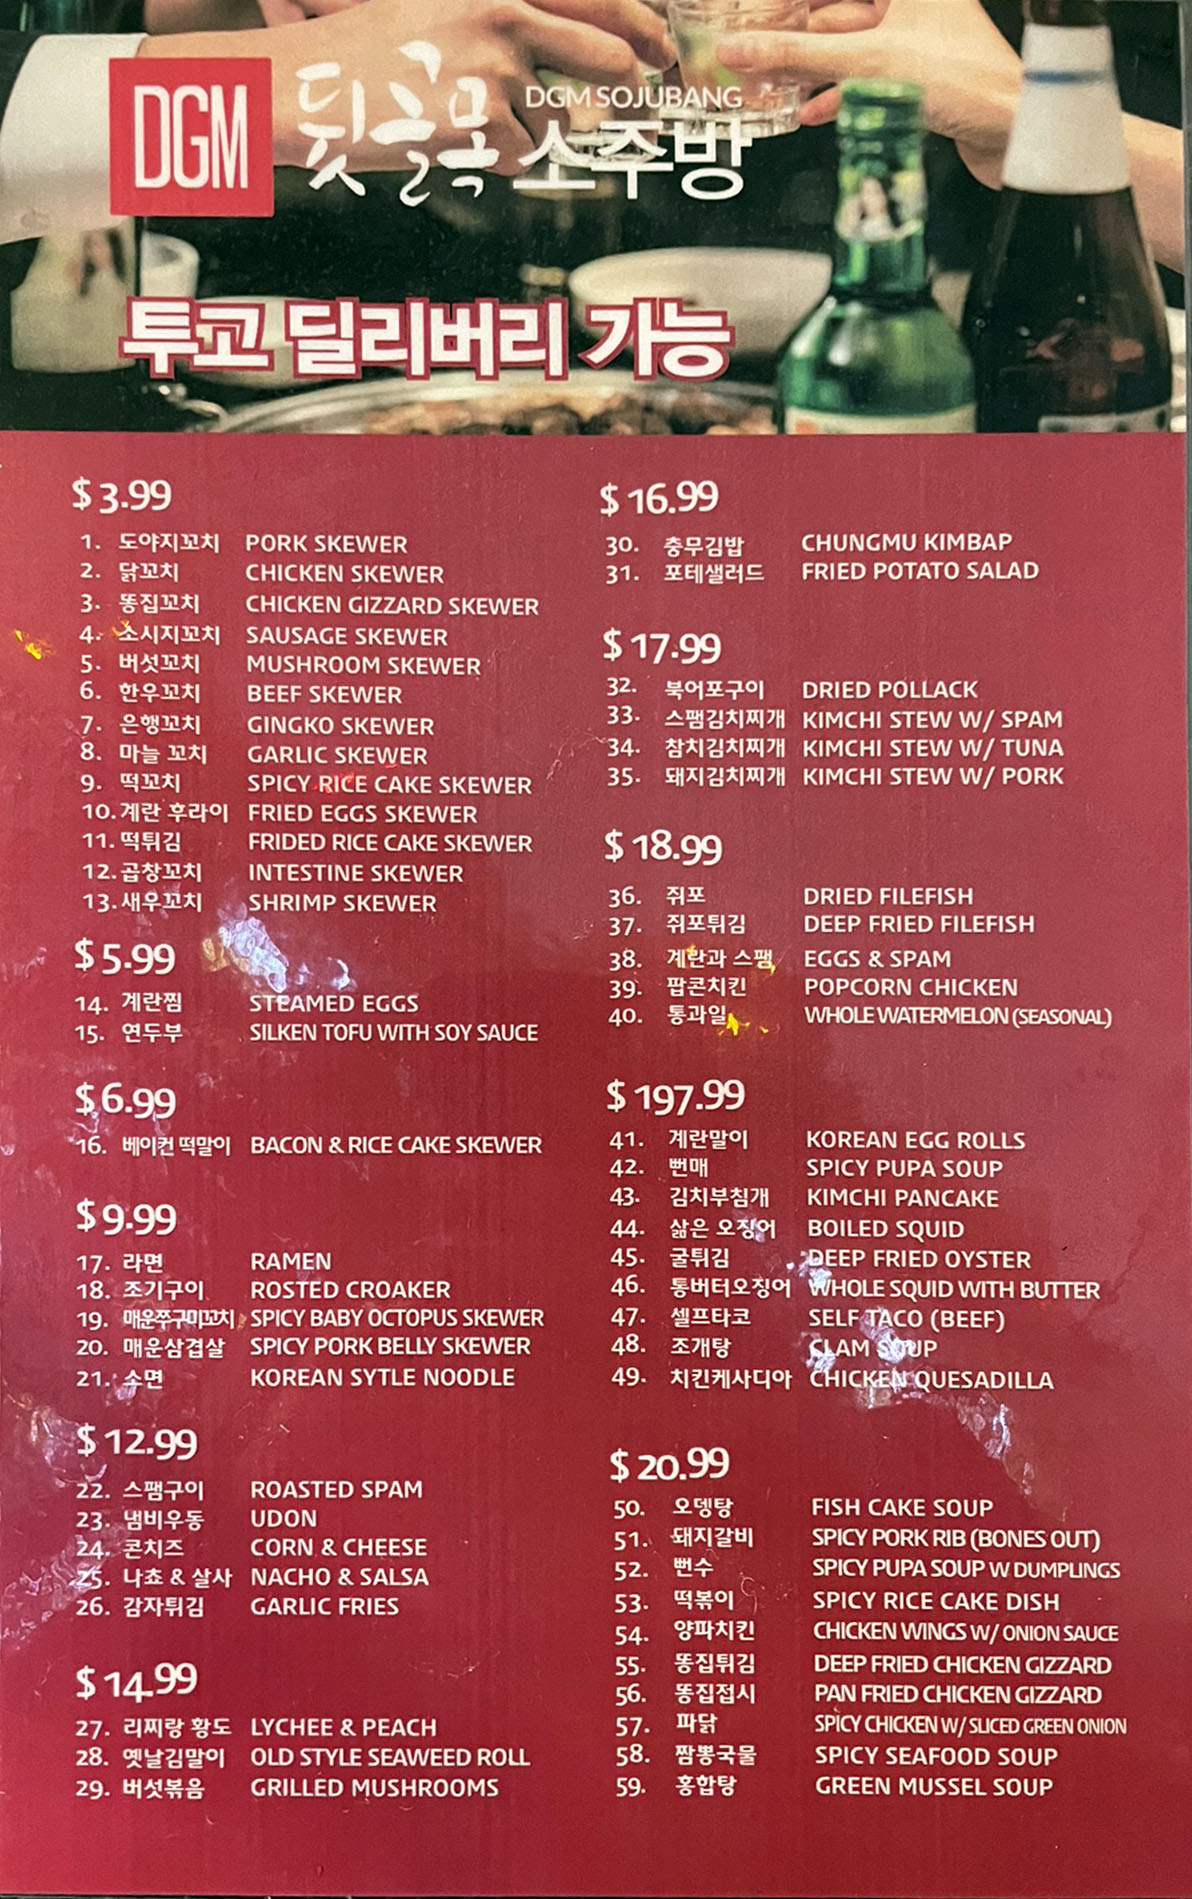 DGM
뒷골목
DGM SOJUBANG
소주방
투고 딜리버리 가능
$ 3.99
1. 도야지꼬치 PORK SKEWER
2. 닭꼬치 CHICKEN SKEWER
3. 똥집꼬치 CHICKEN GIZZARD SKEWER
4. 소시지꼬치 SAUSAGE SKEWER
5. 버섯꼬치 MUSHROOM SKEWER
6. 한우꼬치 BEEF SKEWER
7. 은행꼬치 GINGKO SKEWER
8. 마늘 꼬치 GARLIC SKEWER
9. 떡꼬치 SPICY RICE CAKE SKEWER
10. 계란 후라이 FRIED EGGS SKEWER
11. 떡튀김 FRIDED RICE CAKE SKEWER
12. 곱창꼬치 INTESTINE SKEWER
13. 새우꼬치 SHRIMP SKEWER
$ 5.99
14. 계란찜 STEAMED EGGS
15. 연두부 SILKEN TOFU WITH SOY SAUCE
$6.99
16. 베이컨 떡말이 BACON & RICE CAKE SKEWER
$ 9.99
17. 라면 RAMEN
18. 조기구이 ROSTED CROAKER
19. 매운쭈구미꼬치 SPICY BABY OCTOPUS SKEWER
20. 매운삼겹살 SPICY PORK BELLY SKEWER
21. 소면 KOREAN SYTLE NOODLE
$ 12.99
22. 스팸구이 ROASTED SPAM
23. 냄비우동 UDON
24. 콘치즈 CORN & CHEESE
25. 나쵸 & 살사 NACHO & SALSA
26. 감자튀김 GARLIC FRIES
$ 14.99
27. 리찌랑 황도 LYCHEE & PEACH
28. 옛날김말이 OLD STYLE SEAWEED ROLL
29. 버섯볶음 GRILLED MUSHROOMS
$ 16.99
30. 충무김밥 CHUNGMU KIMBAP
31. 포테샐러드 FRIED POTATO SALAD
$ 17.99
32. 북어포구이 DRIED POLLACK
33. 스팸김치찌개 KIMCHI STEW W/ SPAM
34. 참치김치찌개 KIMCHI STEW W/ TUNA
35. 돼지김치찌개 KIMCHI STEW W/ PORK
$ 18.99
36. 쥐포 DRIED FILEFISH
37. 쥐포튀김 DEEP FRIED FILEFISH
38. 계란과 스팸 EGGS & SPAM
39. 팝콘치킨 POPCORN CHICKEN
40. 통과일 WHOLE WATERMELON (SEASONAL)
$ 197.99
41. 계란말이 KOREAN EGG ROLLS
42. 뻔매 SPICY PUPA SOUP
43. 김치부침개 KIMCHI PANCAKE
44. 삶은 오징어 BOILED SQUID
45. 굴튀김 DEEP FRIED OYSTER
46. 통버터오징어 WHOLE SQUID WITH BUTTER
47. 셀프타코 SELF TACO (BEEF)
48. 조개탕 CLAM SOUP
49. 치킨케사디아 CHICKEN QUESADILLA
$ 20.99
50. 오뎅탕 FISH CAKE SOUP
51. 돼지갈비 SPICY PORK RIB (BONES OUT)
52. 뻔수 SPICY PUPA SOUP W DUMPLINGS
53. 떡볶이 SPICY RICE CAKE DISH
54. 양파치킨 CHICKEN WINGS W/ ONION SAUCE
55. 똥집튀김 DEEP FRIED CHICKEN GIZZARD
56. 똥집접시 PAN FRIED CHICKEN GIZZARD
57. 파닭 SPICY CHICKEN W/ SLICED GREEN ONION
58. 짬뽕국물 SPICY SEAFOOD SOUP
59. 홍합탕 GREEN MUSSEL SOUP